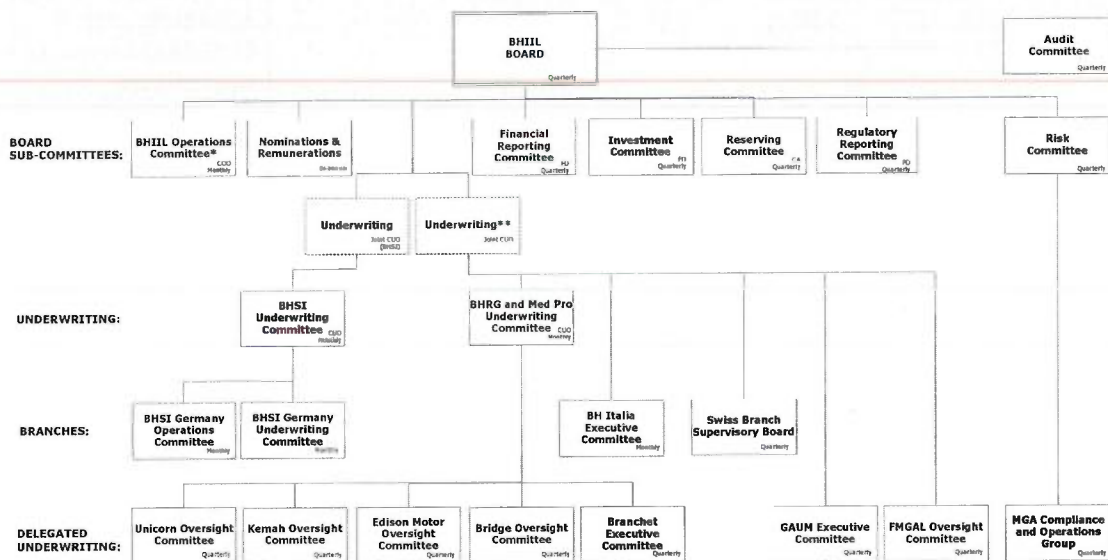 BHIIL
BOARD
Quarterly
Audit
Committee
Quarterly
BOARD
SUB-COMMITTEES:
BHIIL Operations
Committee*
COO
Monthly
Nominations &
Remunerations
Financial
Reporting
Committee
FD
Quarterly
Investment
Committee
FD
Quarterly
Reserving
Committee
CA
Quarterly
Regulatory
Reporting
Committee
FD
Quarterly
Risk
Committee
Quarterly
Underwriting
Joint CUO
(BHSI)
Underwriting**
Joint CUO
UNDERWRITING:
BHSI
Underwriting
Committee
CUO
Monthly
BHRG and Med Pro
Underwriting
Committee
CUO
Monthly
BRANCHES:
BHSI Germany
Operations
Committee
Monthly
BHSI Germany
Underwriting
Committee
Monthly
BH Italia
Executive
Committee
Monthly
Swiss Branch
Supervisory Board
Quarterly
DELEGATED
UNDERWRITING:
Unicorn Oversight
Committee
Quarterly
Kemah Oversight
Committee
Quarterly
Edison Motor
Oversight
Committee
Quarterly
Bridge Oversight
Committee
Quarterly
Branchet
Executive
Committee
Quarterly
GAUM Executive
Committee
Quarterly
FMGAL Oversight
Committee
Quarterly
MGA Compliance
and Operations
Group
Quarterly